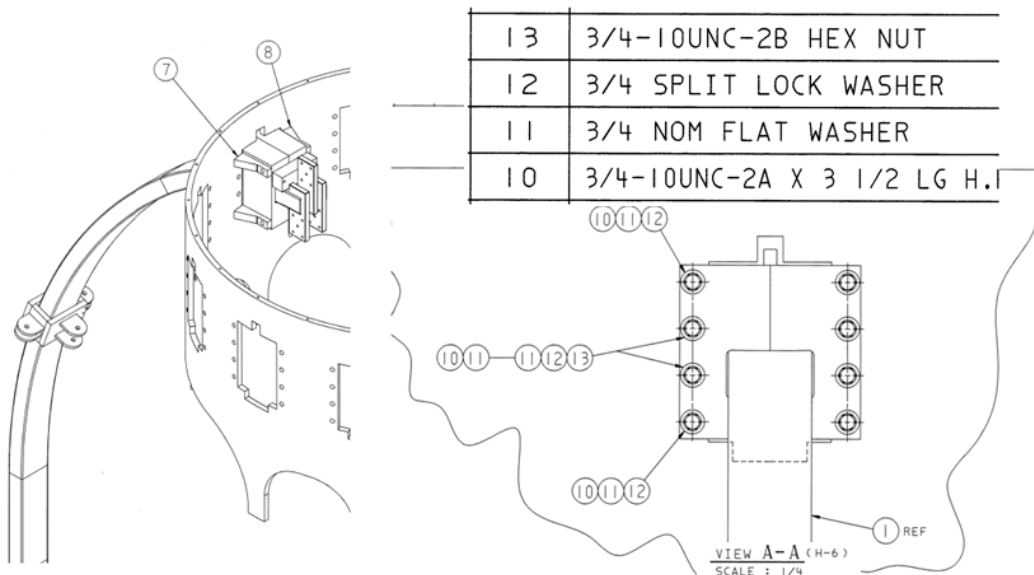 13 3/4-10UNC-2B HEX NUT
12 3/4 SPLIT LOCK WASHER
11 3/4 NOM FLAT WASHER
10 3/4-10UNC-2A X 3 1/2 LG H.
7
8
10 11 12
10 11 11 12 13
10 11 12
1 REF
VIEW A-A (H-6)
SCALE : 1/4